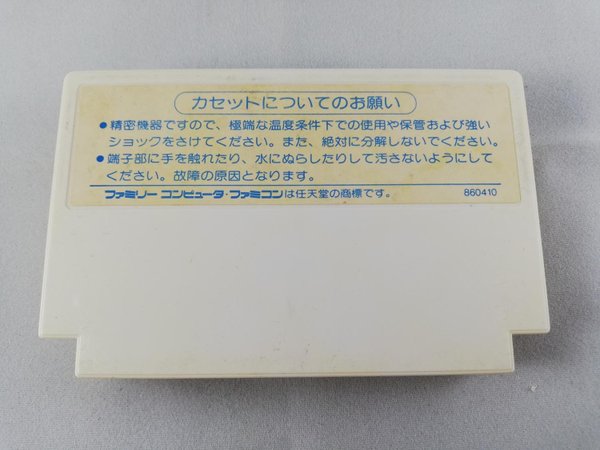 カセットについてのお願い
●精密機器ですので、極端な温度条件下での使用や保管および強い
ショックをさけてください。また、絶対に分解しないでください。
●端子部に手を触れたり、水にぬらしたりして汚さないようにして
ください。故障の原因となります。
ファミリーコンピュータ・ファミコンは任天堂の商標です。 860410